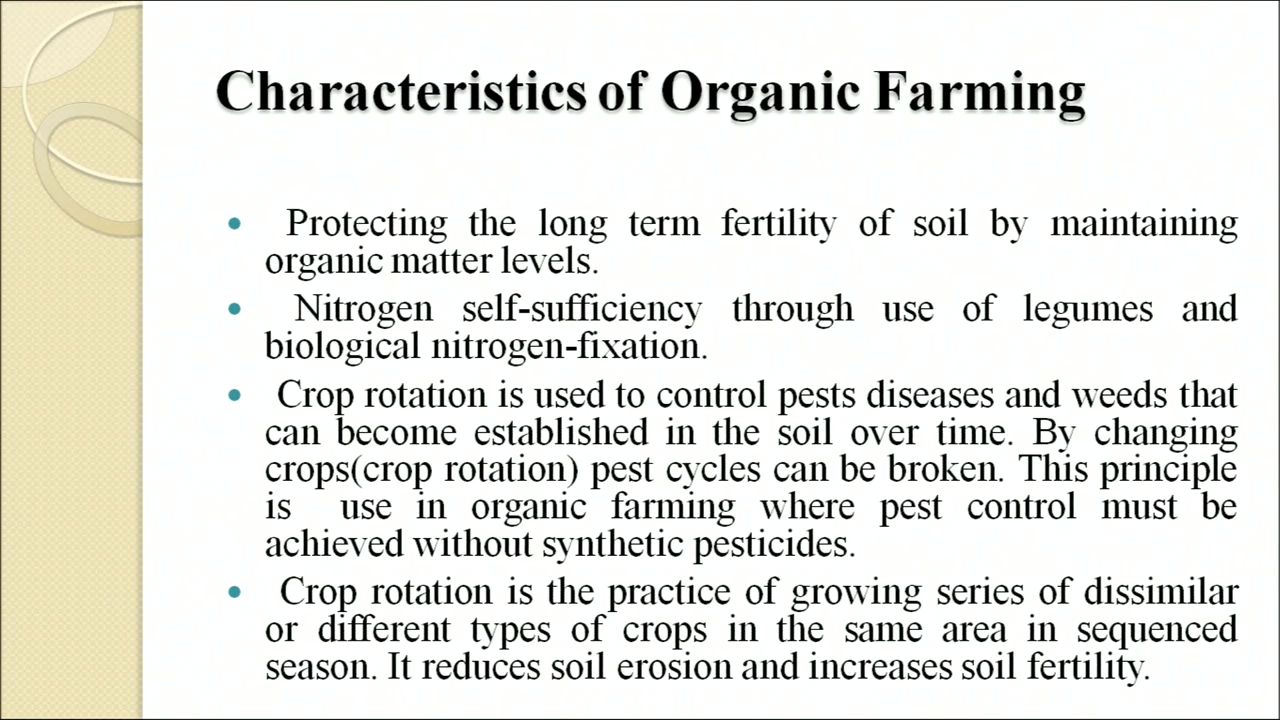 Characteristics of Organic Farming
• Protecting the long term fertility of soil by maintaining
organic matter levels.
• Nitrogen self-sufficiency through use of legumes and
biological nitrogen-fixation.
• Crop rotation is used to control pests diseases and weeds that
can become established in the soil over time. By changing
crops(crop rotation) pest cycles can be broken. This principle
is use in organic farming where pest control must be
achieved without synthetic pesticides.
• Crop rotation is the practice of growing series of dissimilar
or different types of crops in the same area in sequenced
season. It reduces soil erosion and increases soil fertility.